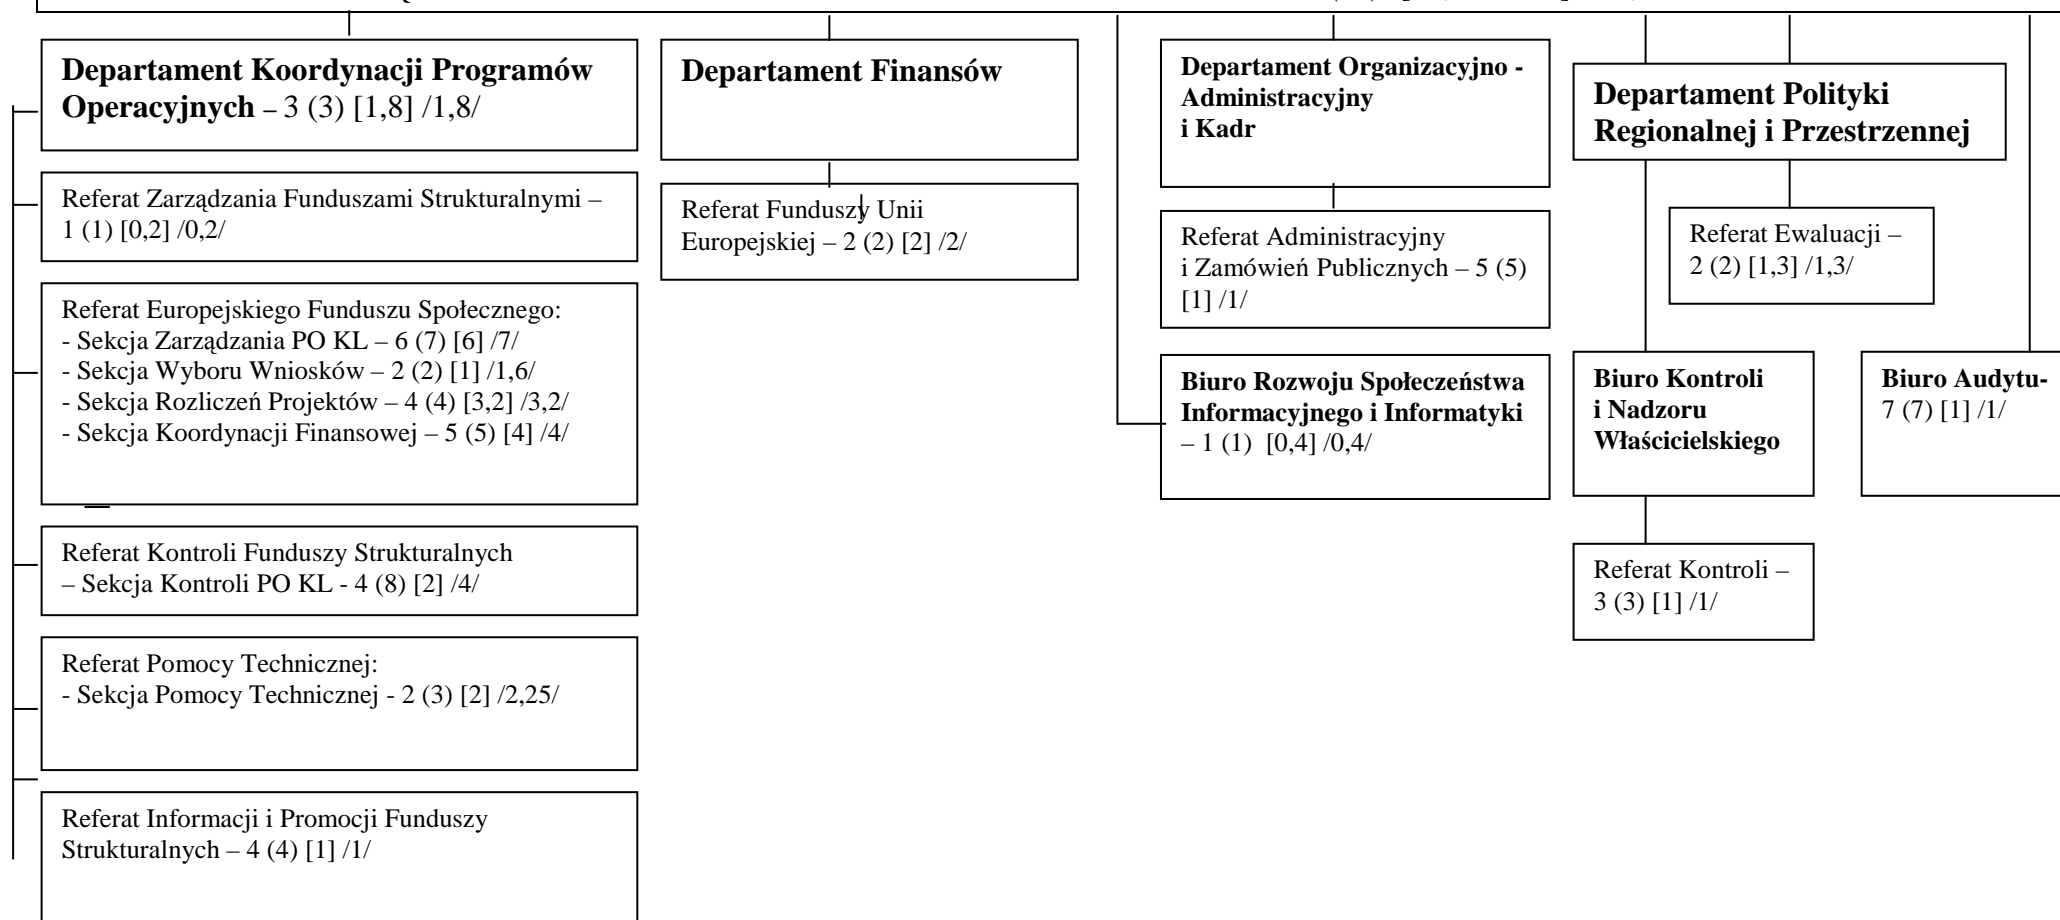 Departament Koordynacji Programów
Operacyjnych – 3 (3) [1,8] /1,8/
Referat Zarządzania Funduszami Strukturalnymi –
1 (1) [0,2] /0,2/
Referat Europejskiego Funduszu Społecznego:
- Sekcja Zarządzania PO KL – 6 (7) [6] /7/
- Sekcja Wyboru Wniosków – 2 (2) [1] /1,6/
- Sekcja Rozliczeń Projektów – 4 (4) [3,2] /3,2/
- Sekcja Koordynacji Finansowej – 5 (5) [4] /4/
Referat Kontroli Funduszy Strukturalnych
– Sekcja Kontroli PO KL - 4 (8) [2] /4/
Referat Pomocy Technicznej:
- Sekcja Pomocy Technicznej - 2 (3) [2] /2,25/
Referat Informacji i Promocji Funduszy
Strukturalnych – 4 (4) [1] /1/
Departament Finansów
Referat Funduszy Unii
Europejskiej – 2 (2) [2] /2/
Departament Organizacyjno -
Administracyjny
i Kadr
Referat Administracyjny
i Zamówień Publicznych – 5 (5)
[1] /1/
Biuro Rozwoju Społeczeństwa
Informacyjnego i Informatyki
– 1 (1) [0,4] /0,4/
Departament Polityki
Regionalnej i Przestrzennej
Referat Ewaluacji –
2 (2) [1,3] /1,3/
Biuro Kontroli
i Nadzoru
Właścicielskiego
Referat Kontroli –
3 (3) [1] /1/
Biuro Audytu-
7 (7) [1] /1/